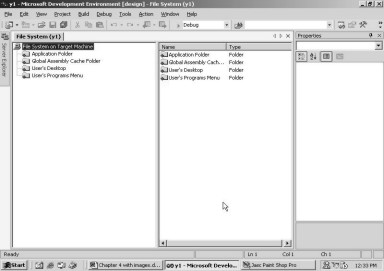 y1 - Microsoft Development Environment [design] - File System (y1)
File Edit View Project Build Debug Tools Action Window Help
Debug
File System (y1)
Properties
Server Explorer
File System on Target Machine
Application Folder
Global Assembly Cache Folder
User's Desktop
User's Programs Menu
Name Type
Application Folder Folder
Global Assembly Cach... Folder
User's Desktop Folder
User's Programs Menu Folder
Ready Ln 1 Col 1 Ch 1
Start Chapter 4 with images.d... y1 - Microsoft Develo... Jasc Paint Shop Pro 12:33 PM